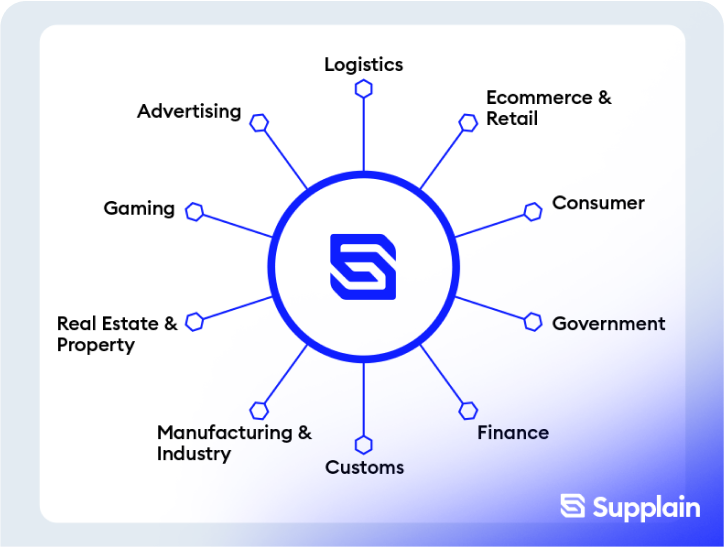 Logistics
Ecommerce &
Retail
Advertising
Consumer
Gaming
Government
Real Estate &
Property
Finance
Manufacturing &
Industry
Customs
Supplain